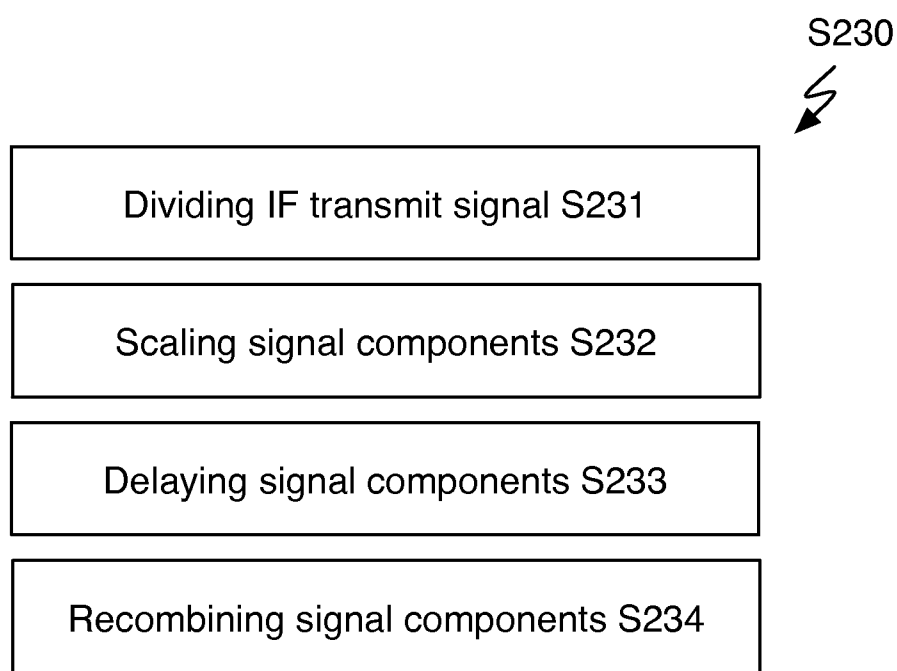 S230
Dividing IF transmit signal S231
Scaling signal components S232
Delaying signal components S233
Recombining signal components S234